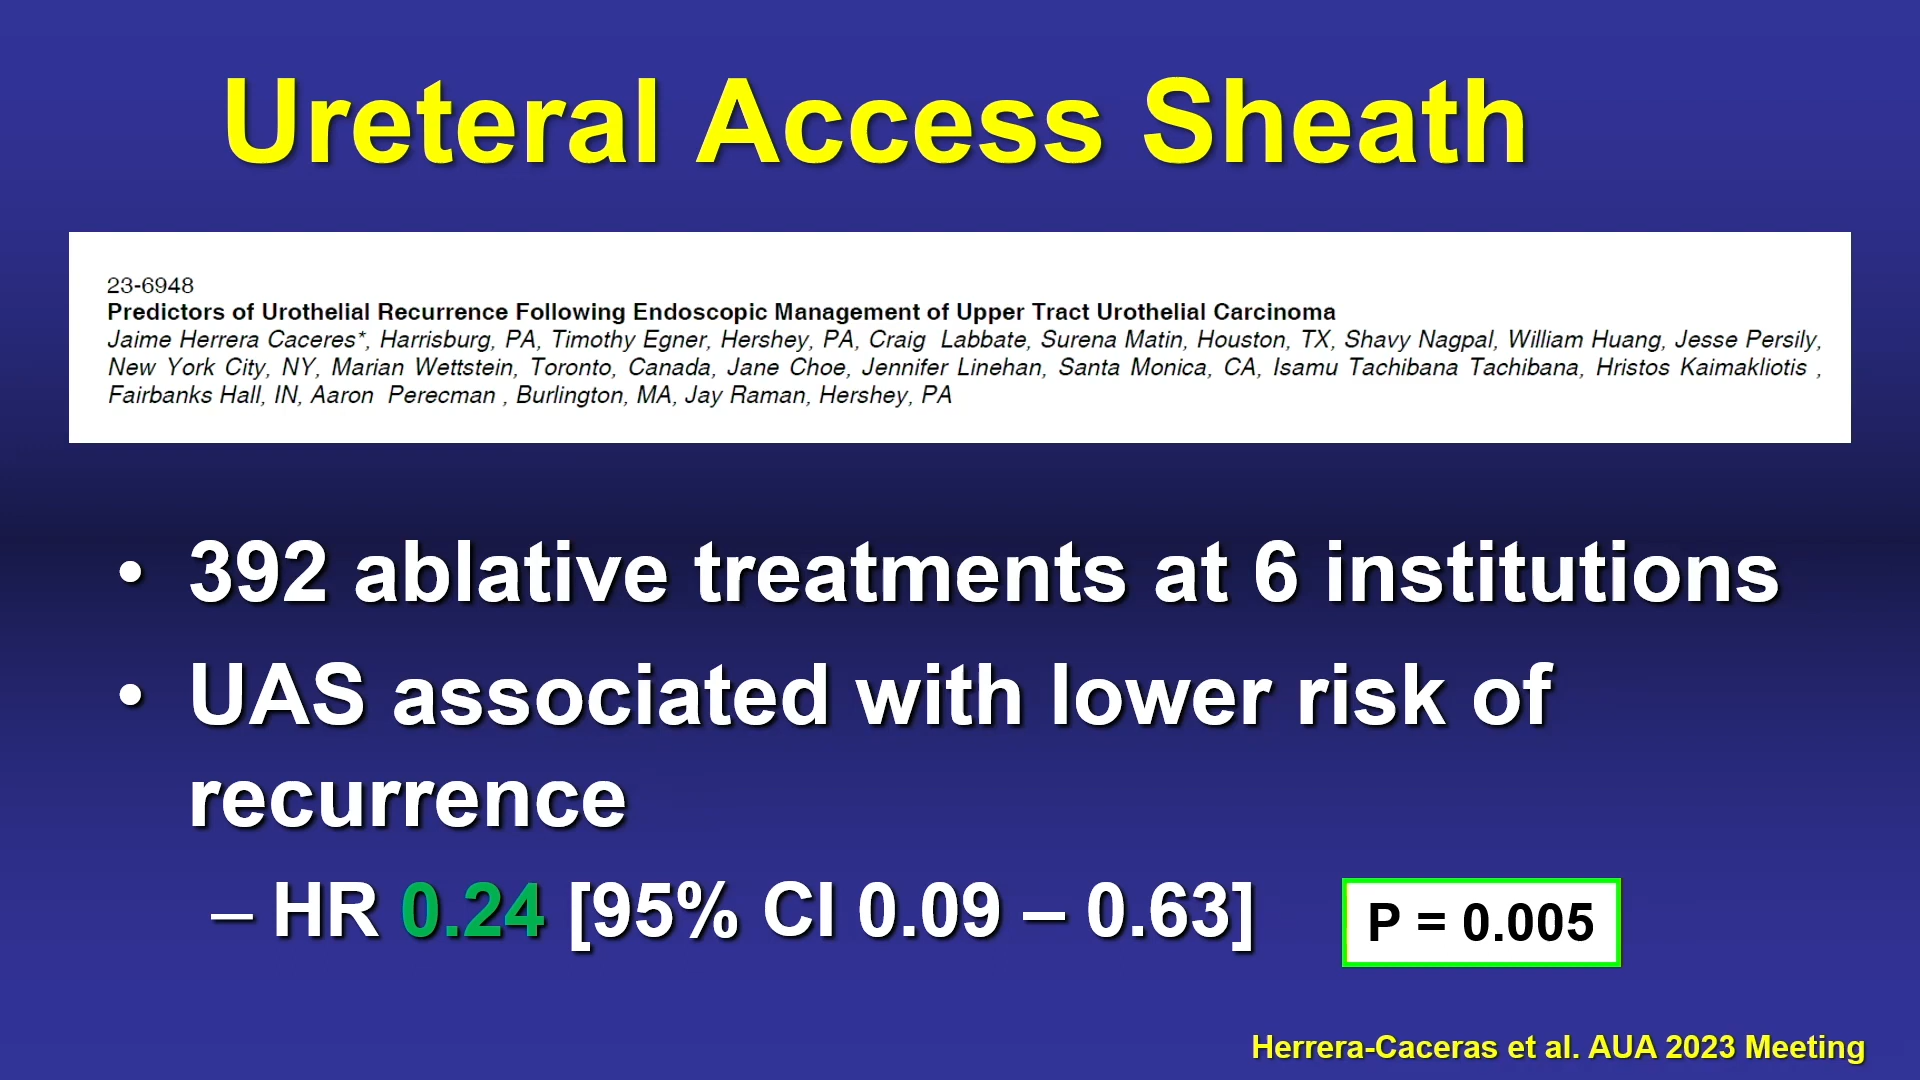 Ureteral Access Sheath
23-6948
Predictors of Urothelial Recurrence Following Endoscopic Management of Upper Tract Urothelial Carcinoma
Jaime Herrera Caceres*, Harrisburg, PA, Timothy Egner, Hershey, PA, Craig Labbate, Surena Matin, Houston, TX, Shavy Nagpal, William Huang, Jesse Persily,
New York City, NY, Marian Wettstein, Toronto, Canada, Jane Choe, Jennifer Linehan, Santa Monica, CA, Isamu Tachibana Tachibana, Hristos Kaimakliotis ,
Fairbanks Hall, IN, Aaron Perecman , Burlington, MA, Jay Raman, Hershey, PA
• 392 ablative treatments at 6 institutions
• UAS associated with lower risk of
recurrence
– HR 0.24 [95% CI 0.09 – 0.63]
P = 0.005
Herrera-Caceras et al. AUA 2023 Meeting